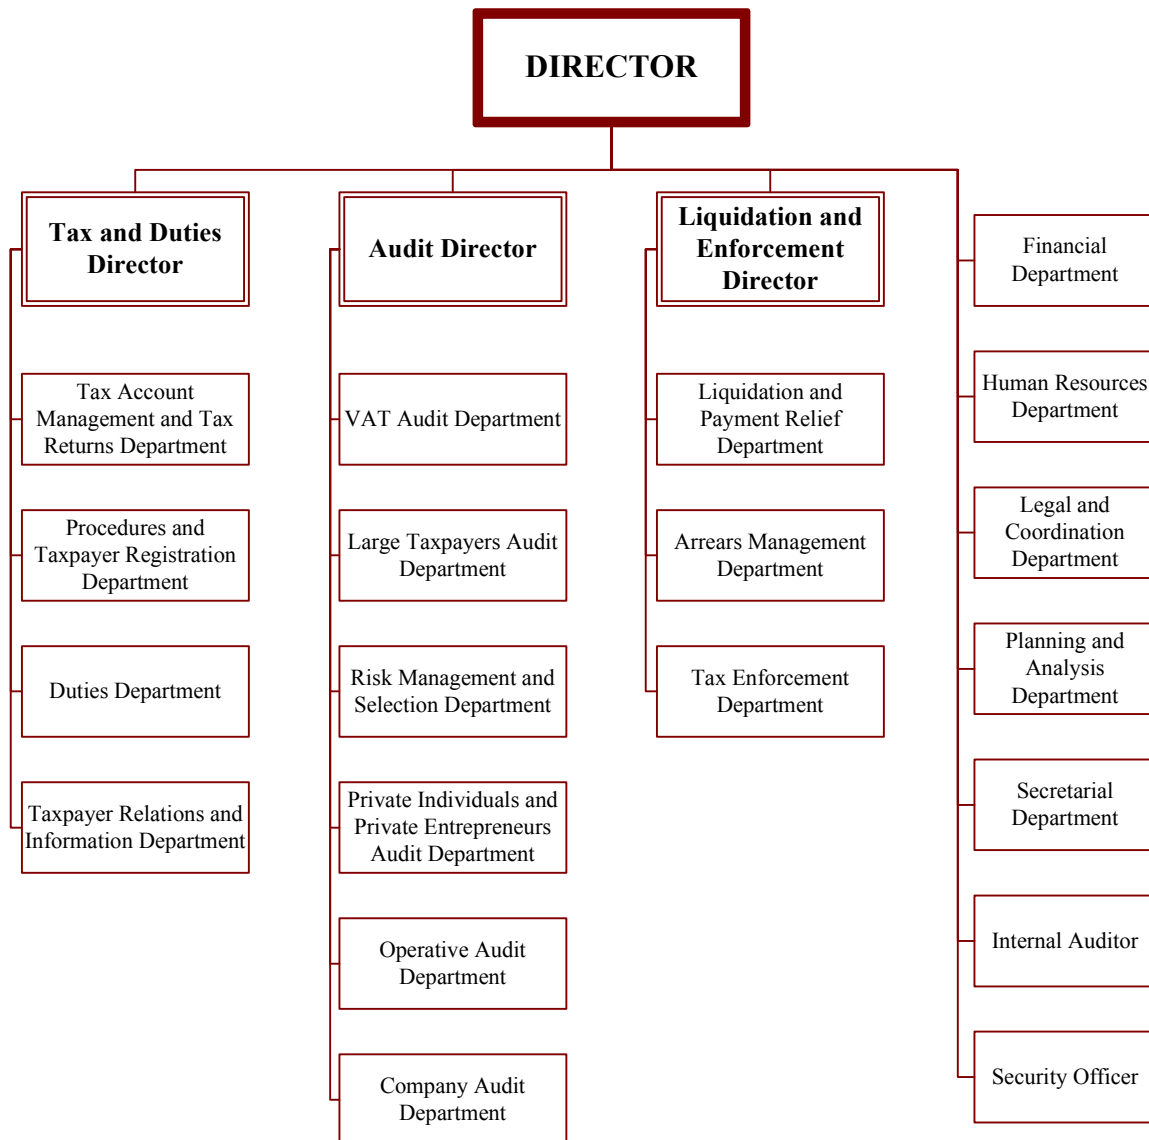 DIRECTOR
Tax and Duties
Director
Tax Account
Management and Tax
Returns Department
Procedures and
Taxpayer Registration
Department
Duties Department
Taxpayer Relations and
Information Department
Audit Director
VAT Audit Department
Large Taxpayers Audit
Department
Risk Management and
Selection Department
Private Individuals and
Private Entrepreneurs
Audit Department
Operative Audit
Department
Company Audit
Department
Liquidation and
Enforcement
Director
Liquidation and
Payment Relief
Department
Arrears Management
Department
Tax Enforcement
Department
Financial
Department
Human Resources
Department
Legal and
Coordination
Department
Planning and
Analysis
Department
Secretarial
Department
Internal Auditor
Security Officer